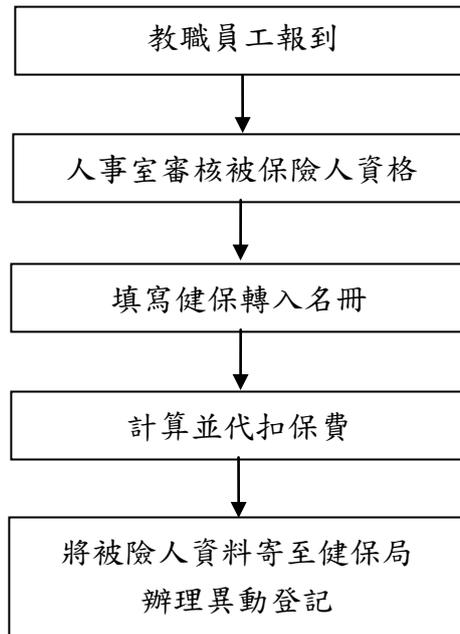 教職員工報到
人事室審核被保險人資格
填寫健保轉入名冊
計算並代扣保費
將被險人資料寄至健保局
辦理異動登記